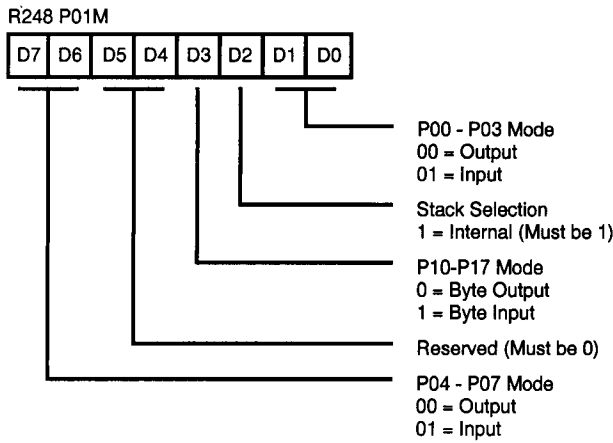 R248 P01M
D7 D6 D5 D4 D3 D2 D1 D0
P00 - P03 Mode
00 = Output
01 = Input
Stack Selection
1 = Internal (Must be 1)
P10-P17 Mode
0 = Byte Output
1 = Byte Input
Reserved (Must be 0)
P04 - P07 Mode
00 = Output
01 = Input